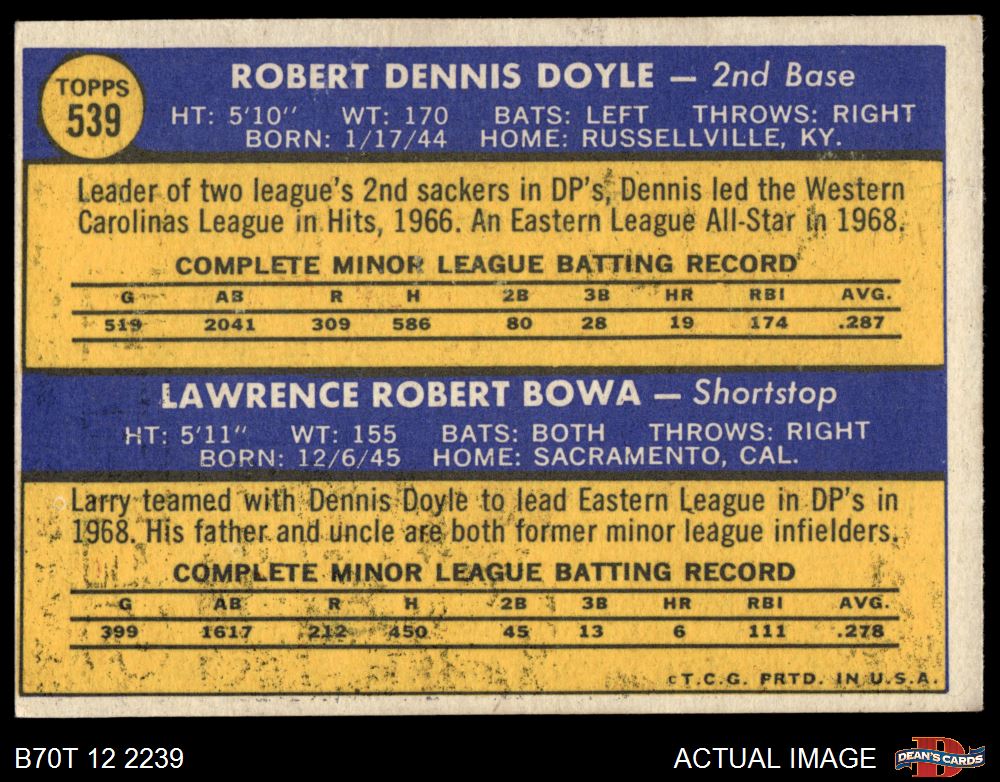 TOPPS
539
ROBERT DENNIS DOYLE — 2nd Base
HT: 5'10" WT: 170 BATS: LEFT THROWS: RIGHT
BORN: 1/17/44 HOME: RUSSELLVILLE, KY.
Leader of two league's 2nd sackers in DP's, Dennis led the Western
Carolinas League in Hits, 1966. An Eastern League All-Star in 1968.
COMPLETE MINOR LEAGUE BATTING RECORD
G AB R H 2B 3B HR RBI AVG.
519 2041 309 586 80 28 19 174 .287
LAWRENCE ROBERT BOWA — Shortstop
HT: 5'11" WT: 155 BATS: BOTH THROWS: RIGHT
BORN: 12/6/45 HOME: SACRAMENTO, CAL.
Larry teamed with Dennis Doyle to lead Eastern League in DP's in
1968. His father and uncle are both former minor league infielders.
COMPLETE MINOR LEAGUE BATTING RECORD
G AB R H 2B 3B HR RBI AVG.
399 1617 212 450 45 13 6 111 .278
©T.C.G. PRTD. IN U.S.A.
B70T 12 2239 ACTUAL IMAGE DEAN'S CARDS